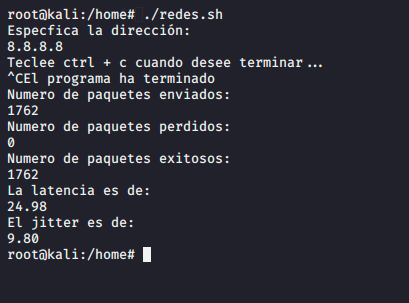 root@kali:/home# ./redes.sh
Especfica la dirección:
8.8.8.8
Teclee ctrl + c cuando desee terminar...
^CEl programa ha terminado
Numero de paquetes enviados:
1762
Numero de paquetes perdidos:
0
Numero de paquetes exitosos:
1762
La latencia es de:
24.98
El jitter es de:
9.80
root@kali:/home#